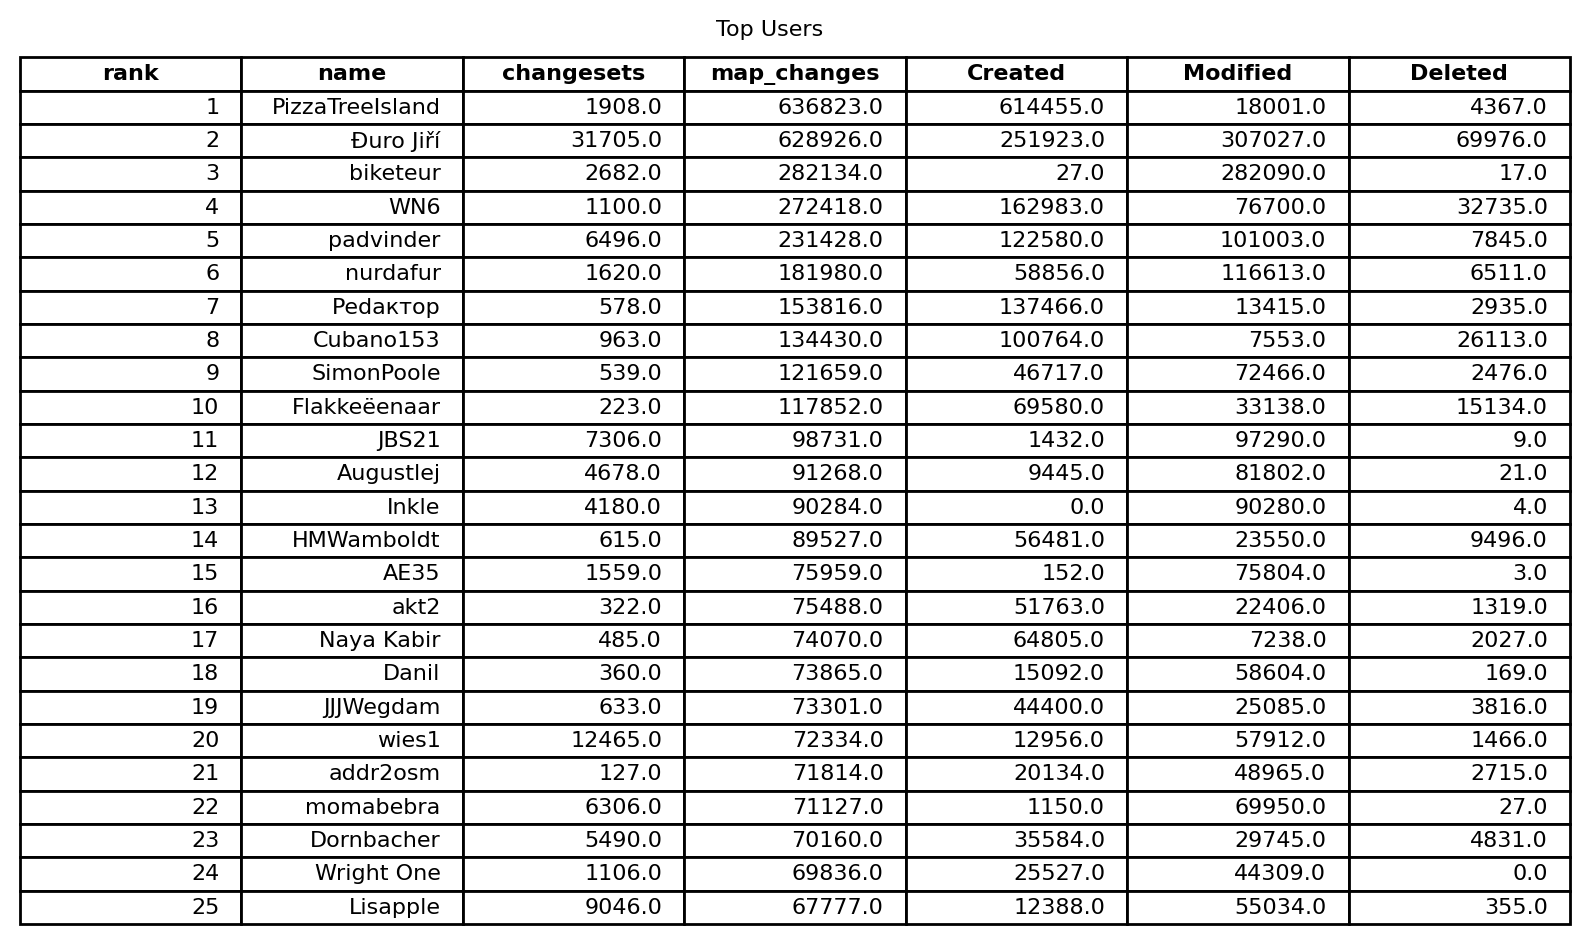 Top Users
rank name changesets map_changes Created Modified Deleted
1 PizzaTreeIsland 1908.0 636823.0 614455.0 18001.0 4367.0
2 Đuro Jiří 31705.0 628926.0 251923.0 307027.0 69976.0
3 biketeur 2682.0 282134.0 27.0 282090.0 17.0
4 WN6 1100.0 272418.0 162983.0 76700.0 32735.0
5 padvinder 6496.0 231428.0 122580.0 101003.0 7845.0
6 nurdafur 1620.0 181980.0 58856.0 116613.0 6511.0
7 Pedaктор 578.0 153816.0 137466.0 13415.0 2935.0
8 Cubano153 963.0 134430.0 100764.0 7553.0 26113.0
9 SimonPoole 539.0 121659.0 46717.0 72466.0 2476.0
10 Flakkeëenaar 223.0 117852.0 69580.0 33138.0 15134.0
11 JBS21 7306.0 98731.0 1432.0 97290.0 9.0
12 Augustlej 4678.0 91268.0 9445.0 81802.0 21.0
13 Inkle 4180.0 90284.0 0.0 90280.0 4.0
14 HMWamboldt 615.0 89527.0 56481.0 23550.0 9496.0
15 AE35 1559.0 75959.0 152.0 75804.0 3.0
16 akt2 322.0 75488.0 51763.0 22406.0 1319.0
17 Naya Kabir 485.0 74070.0 64805.0 7238.0 2027.0
18 Danil 360.0 73865.0 15092.0 58604.0 169.0
19 JJJWegdam 633.0 73301.0 44400.0 25085.0 3816.0
20 wies1 12465.0 72334.0 12956.0 57912.0 1466.0
21 addr2osm 127.0 71814.0 20134.0 48965.0 2715.0
22 momabebra 6306.0 71127.0 1150.0 69950.0 27.0
23 Dornbacher 5490.0 70160.0 35584.0 29745.0 4831.0
24 Wright One 1106.0 69836.0 25527.0 44309.0 0.0
25 Lisapple 9046.0 67777.0 12388.0 55034.0 355.0